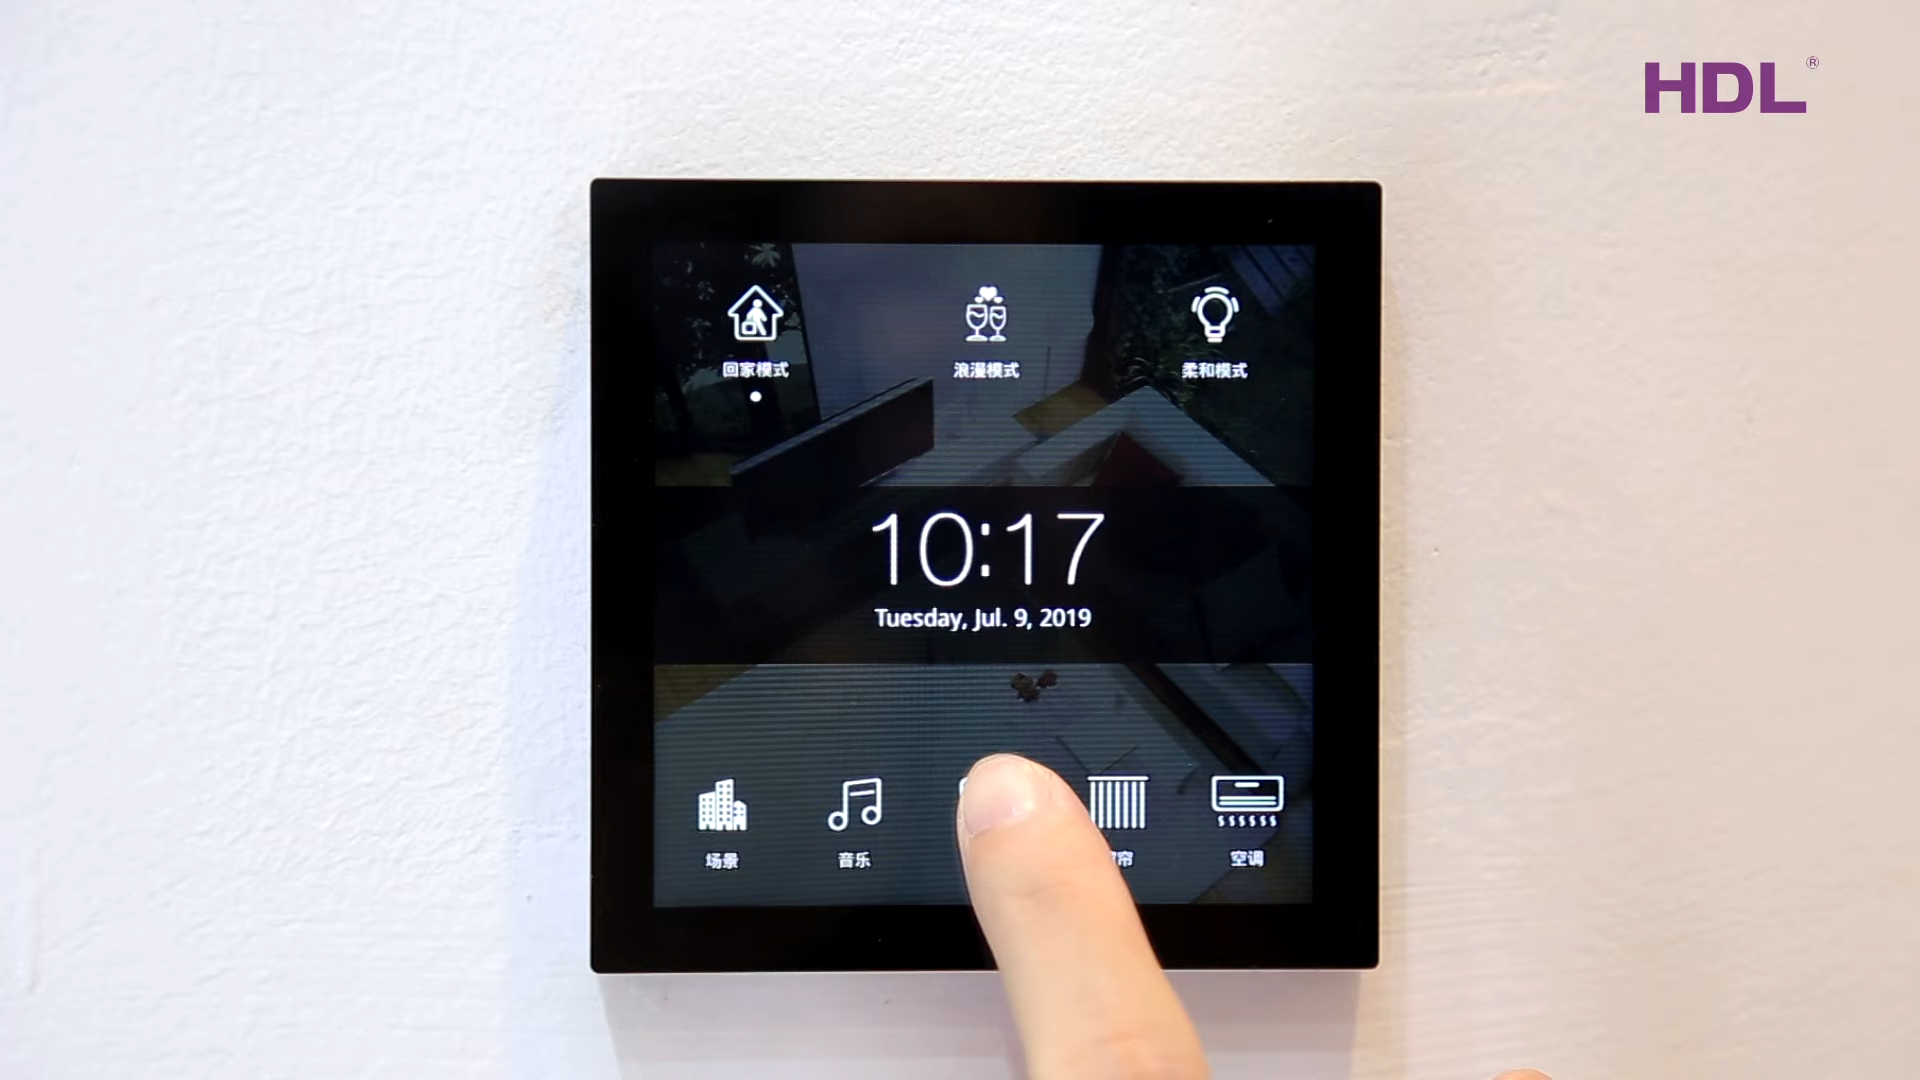 HDL®
回家模式
浪漫模式
柔和模式
10:17
Tuesday, Jul. 9, 2019
场景
音乐
帘
空调